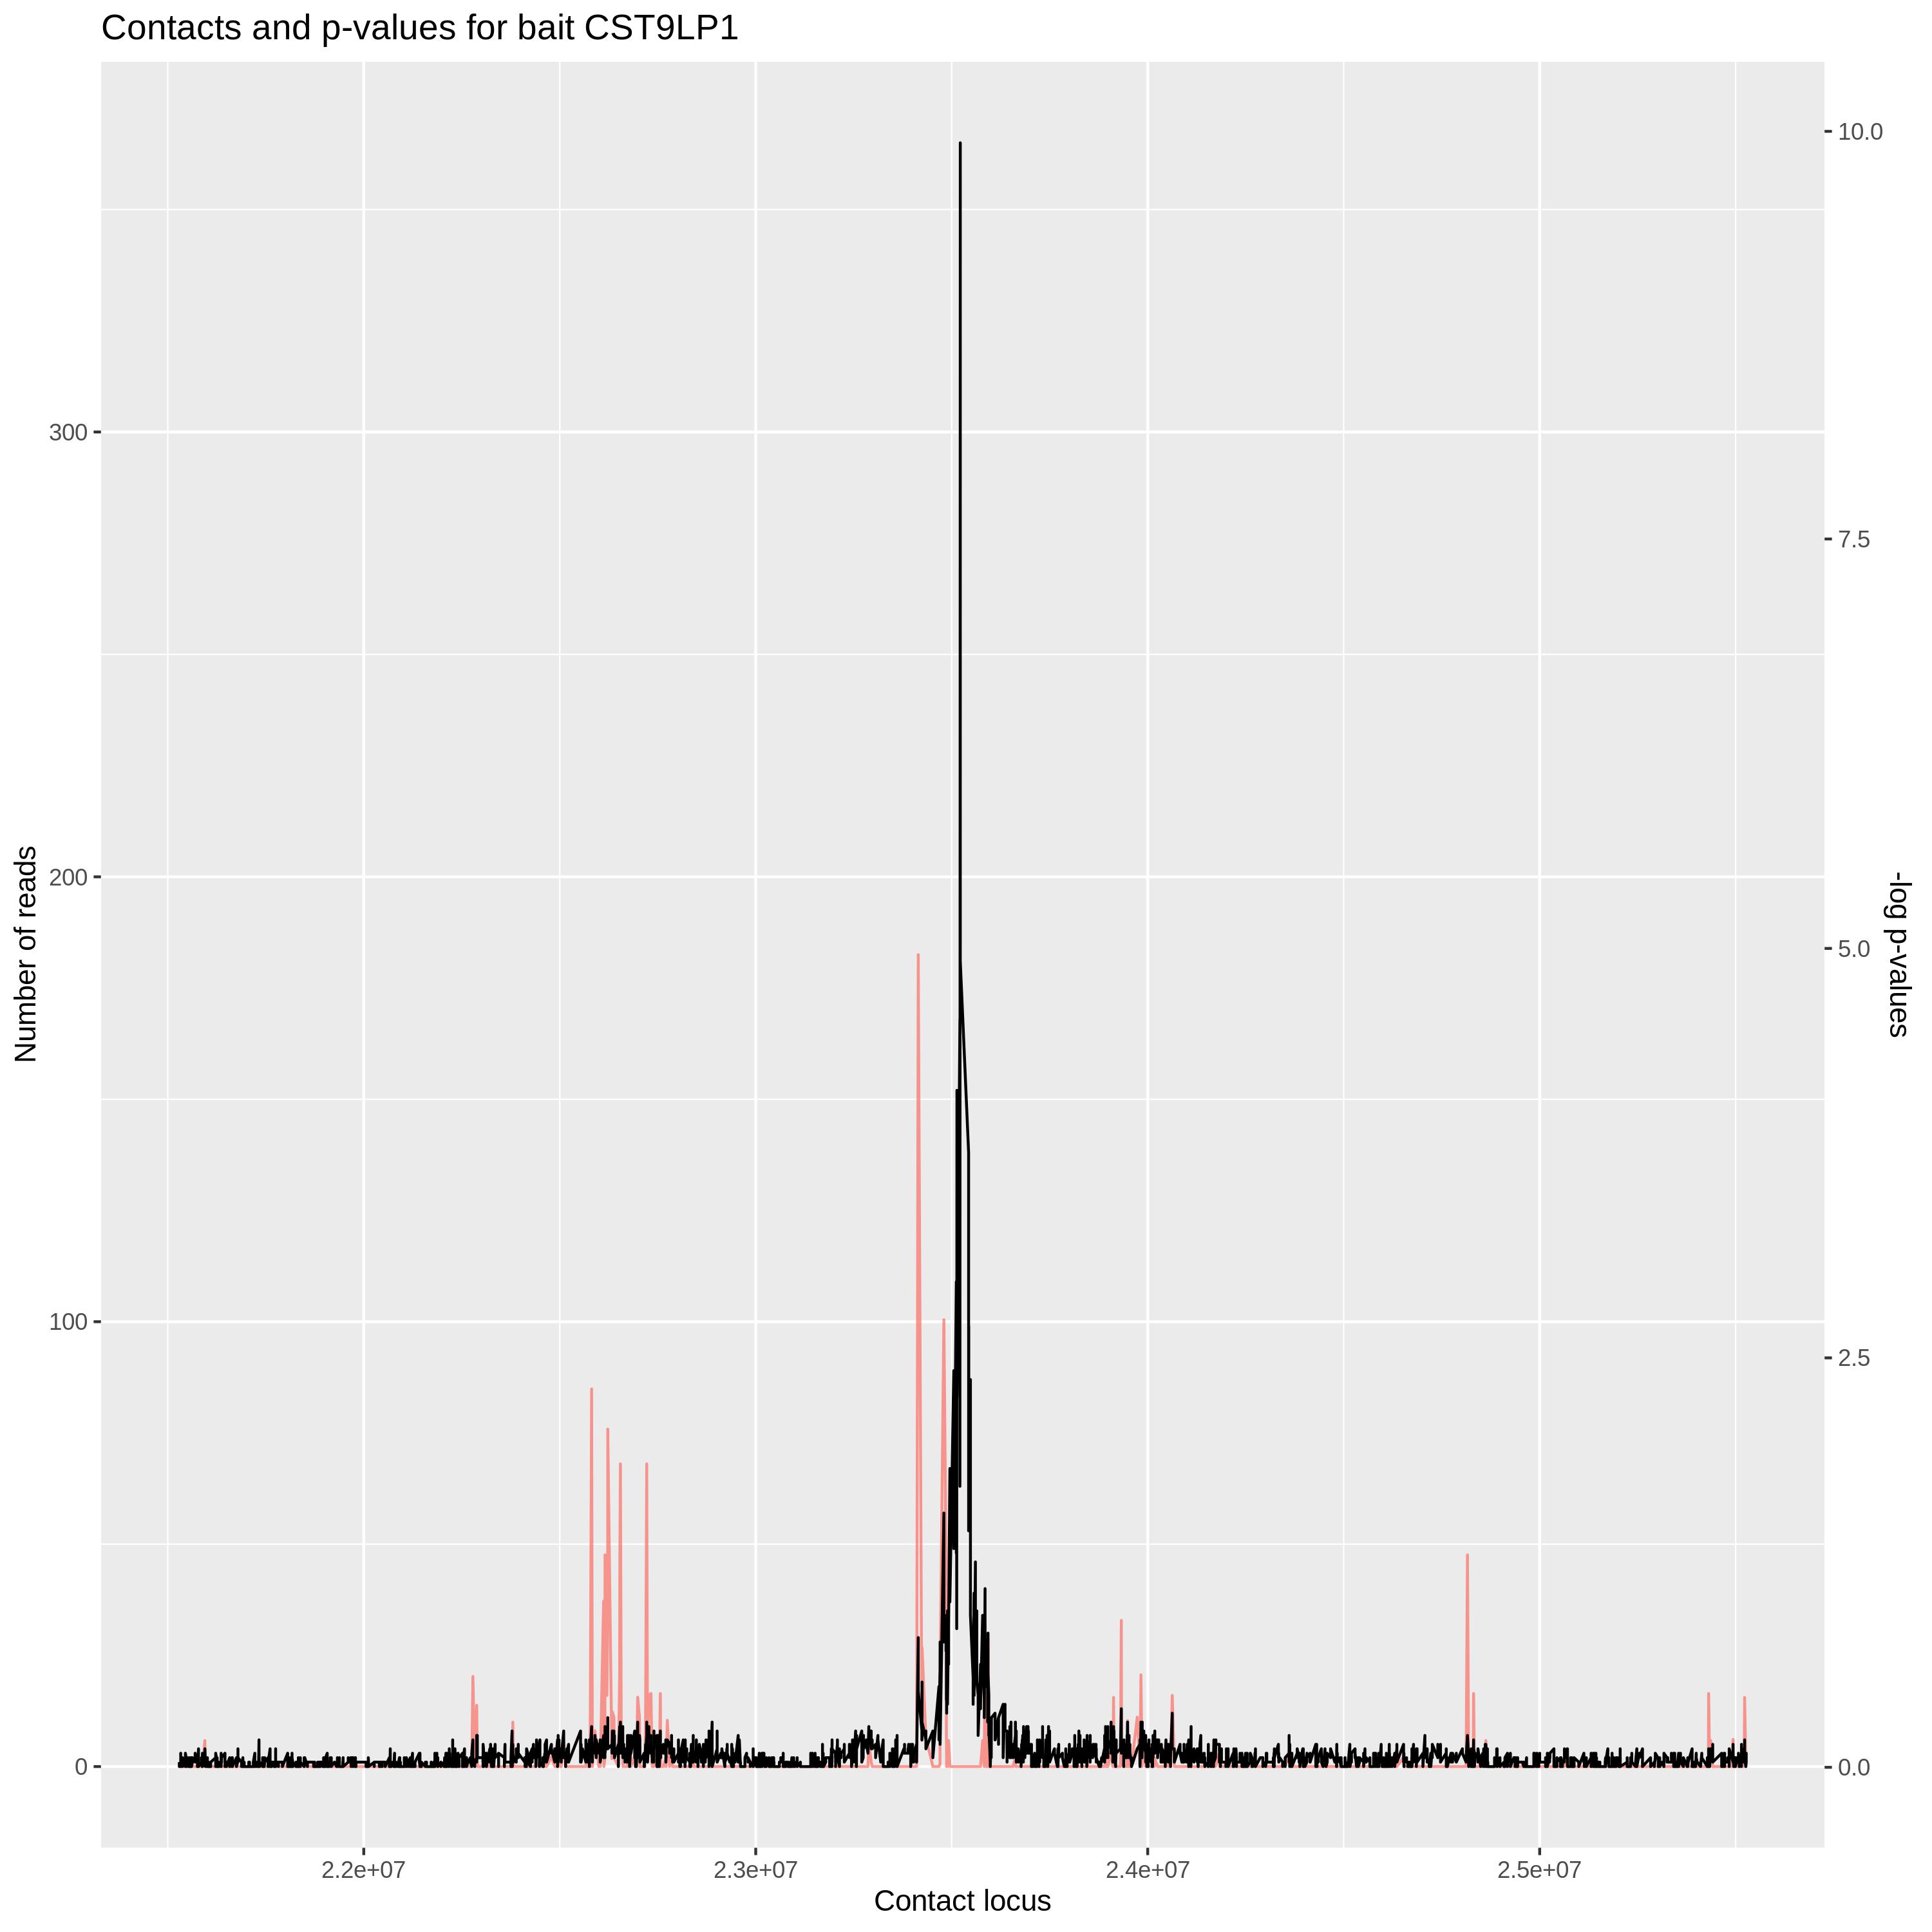 Contacts and p-values for bait CST9LP1
10.0
7.5
5.0
2.5
0.0
-log p-values
300
200
100
0
Number of reads
2.2e+07
2.3e+07
2.4e+07
2.5e+07
Contact locus